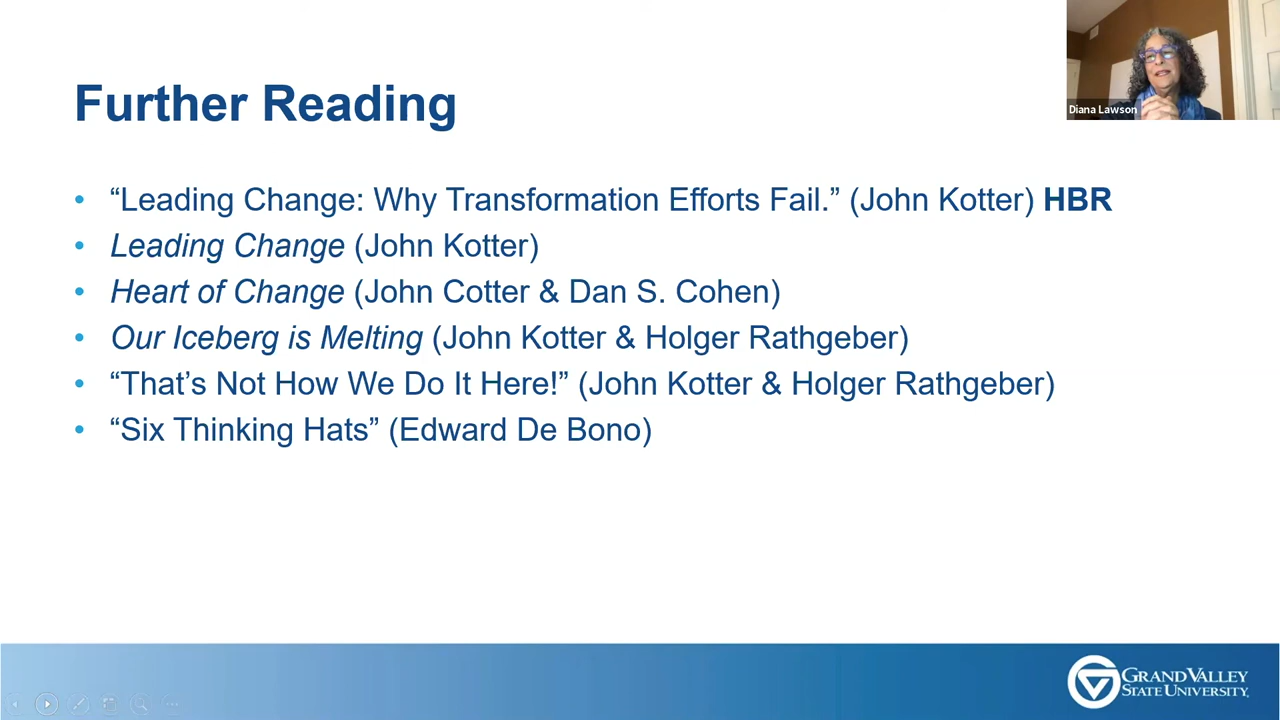 Diana Lawson
Further Reading
• “Leading Change: Why Transformation Efforts Fail.” (John Kotter) HBR
• Leading Change (John Kotter)
• Heart of Change (John Cotter & Dan S. Cohen)
• Our Iceberg is Melting (John Kotter & Holger Rathgeber)
• “That’s Not How We Do It Here!” (John Kotter & Holger Rathgeber)
• “Six Thinking Hats” (Edward De Bono)
GRAND VALLEY
STATE UNIVERSITY